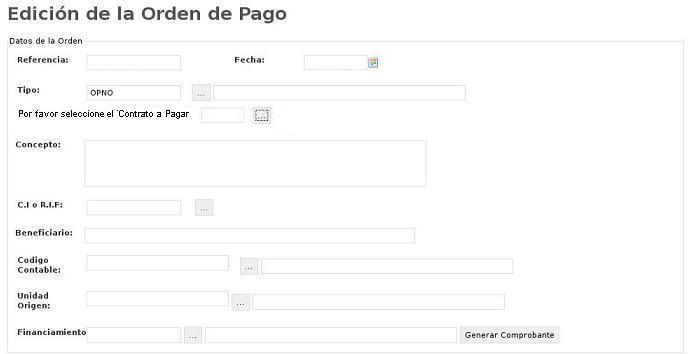 Edición de la Orden de Pago
Datos de la Orden
Referencia: Fecha:
Tipo: OPNO ...
Por favor seleccione el 'Contrato a Pagar ...
Concepto:
C.I o R.I.F: ...
Beneficiario:
Codigo
Contable: ...
Unidad
Origen: ...
Financiamiento ... Generar Comprobante